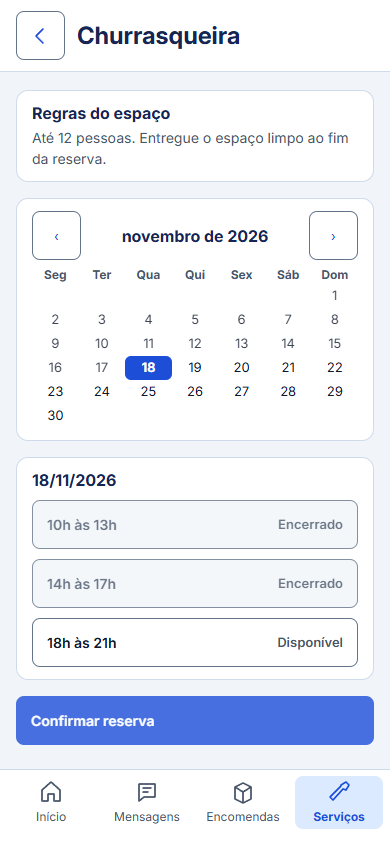 Churrasqueira
Regras do espaço
Até 12 pessoas. Entregue o espaço limpo ao fim
da reserva.
‹ novembro de 2026 ›
Seg Ter Qua Qui Sex Sáb Dom
1
2 3 4 5 6 7 8
9 10 11 12 13 14 15
16 17 18 19 20 21 22
23 24 25 26 27 28 29
30
18/11/2026
10h às 13h Encerrado
14h às 17h Encerrado
18h às 21h Disponível
Confirmar reserva
Início Mensagens Encomendas Serviços